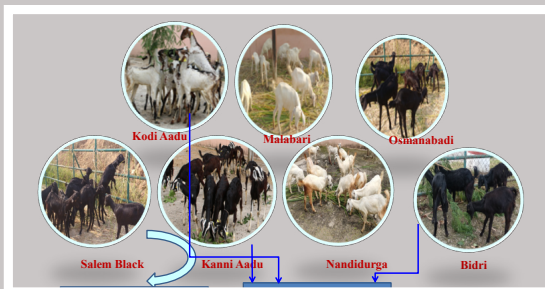 Kodi Aadu
Malabari
Osmanabadi
Salem Black
Kanni Aadu
Nandidurga
Bidri